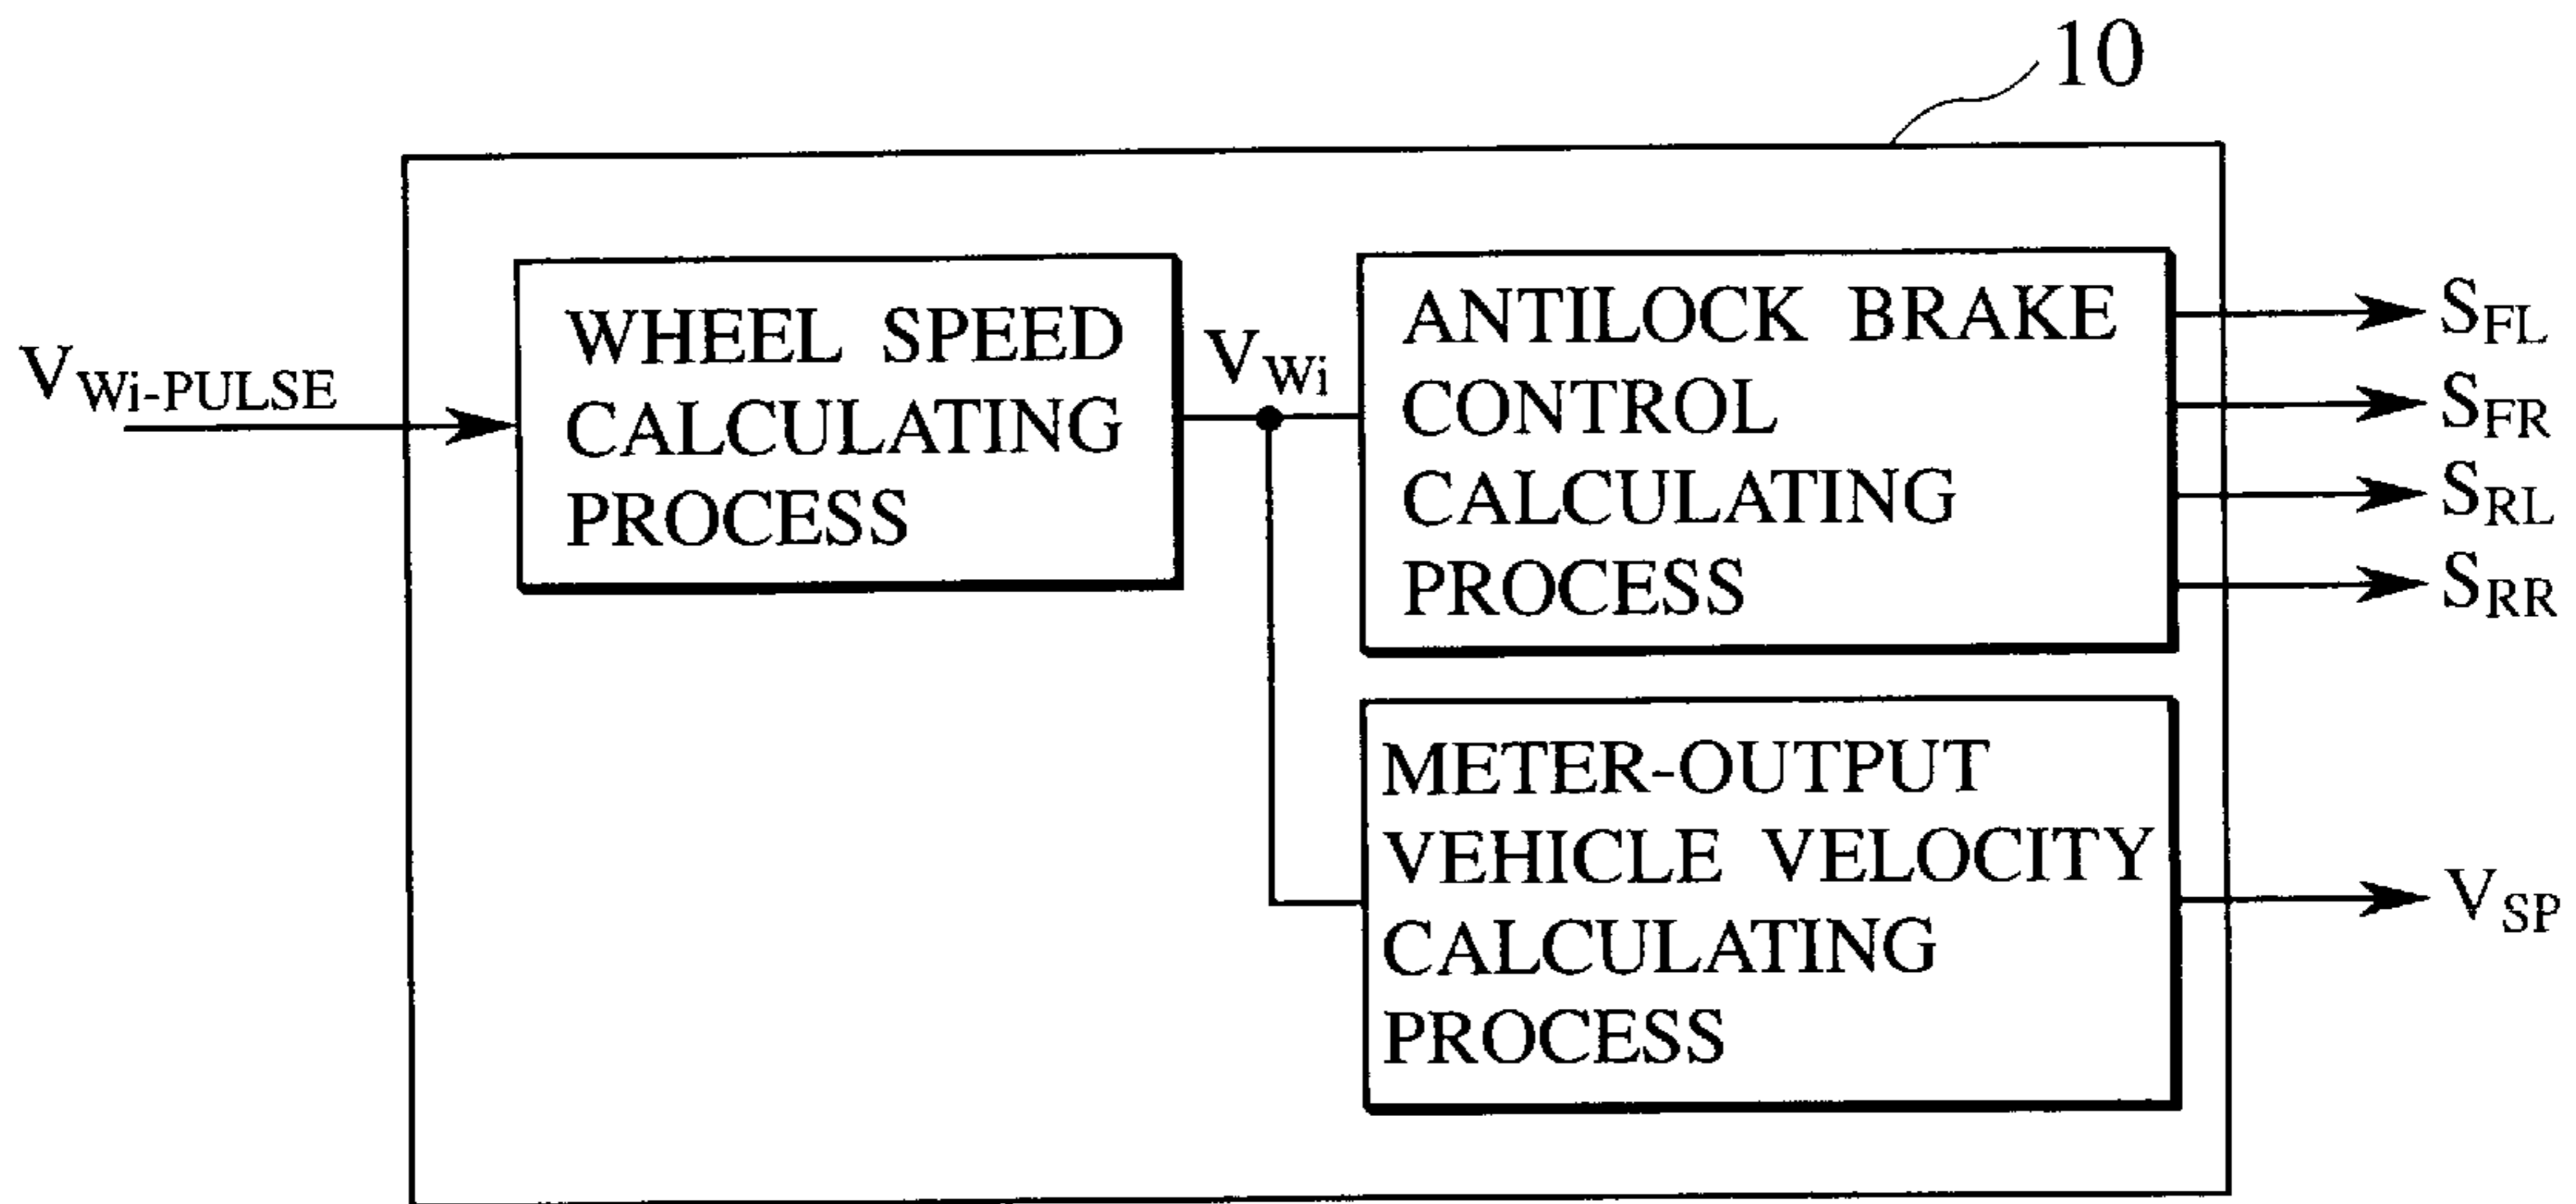 10
V_Wi-PULSE
WHEEL SPEED
CALCULATING
PROCESS
V_Wi
ANTILOCK BRAKE
CONTROL
CALCULATING
PROCESS
S_FL
S_FR
S_RL
S_RR
METER-OUTPUT
VEHICLE VELOCITY
CALCULATING
PROCESS
V_SP